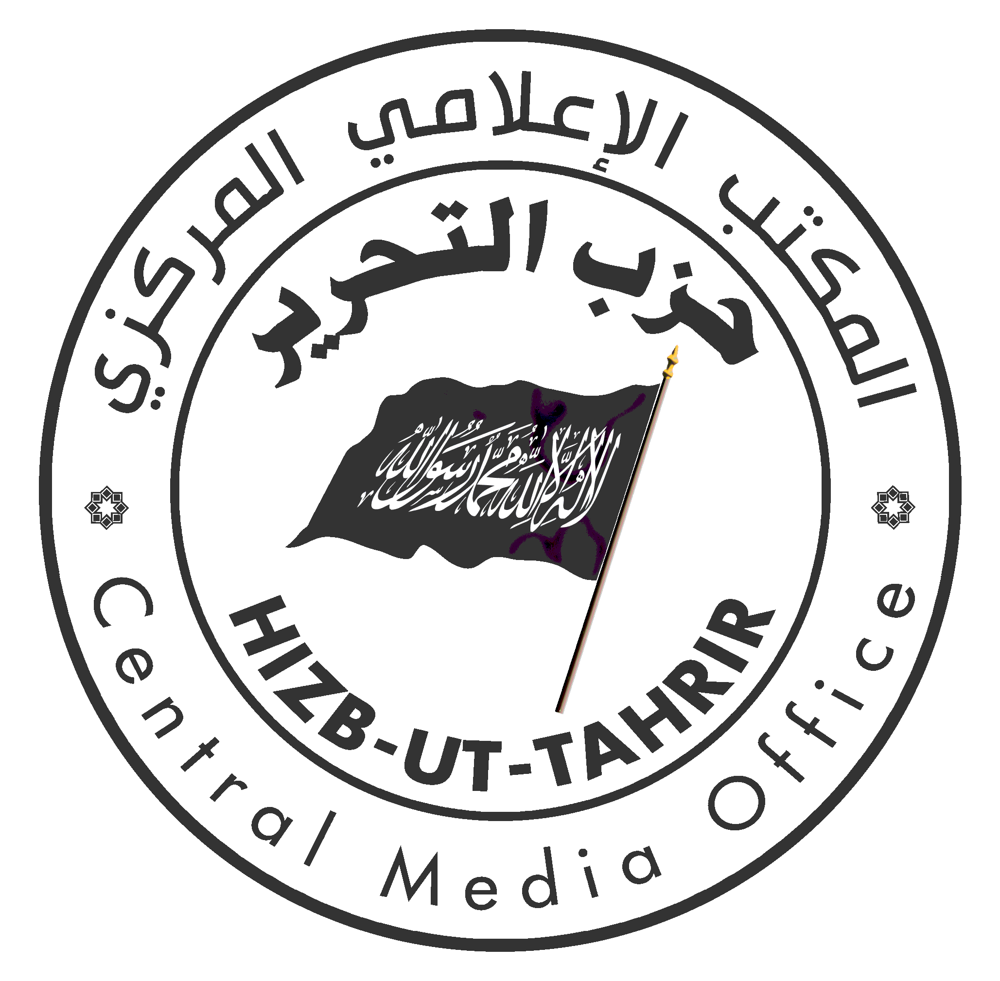 المكتب الإعلامي المركزي
حزب التحرير
لا إله إلا الله محمد رسول الله
HIZB-UT-TAHRIR
Central Media Office